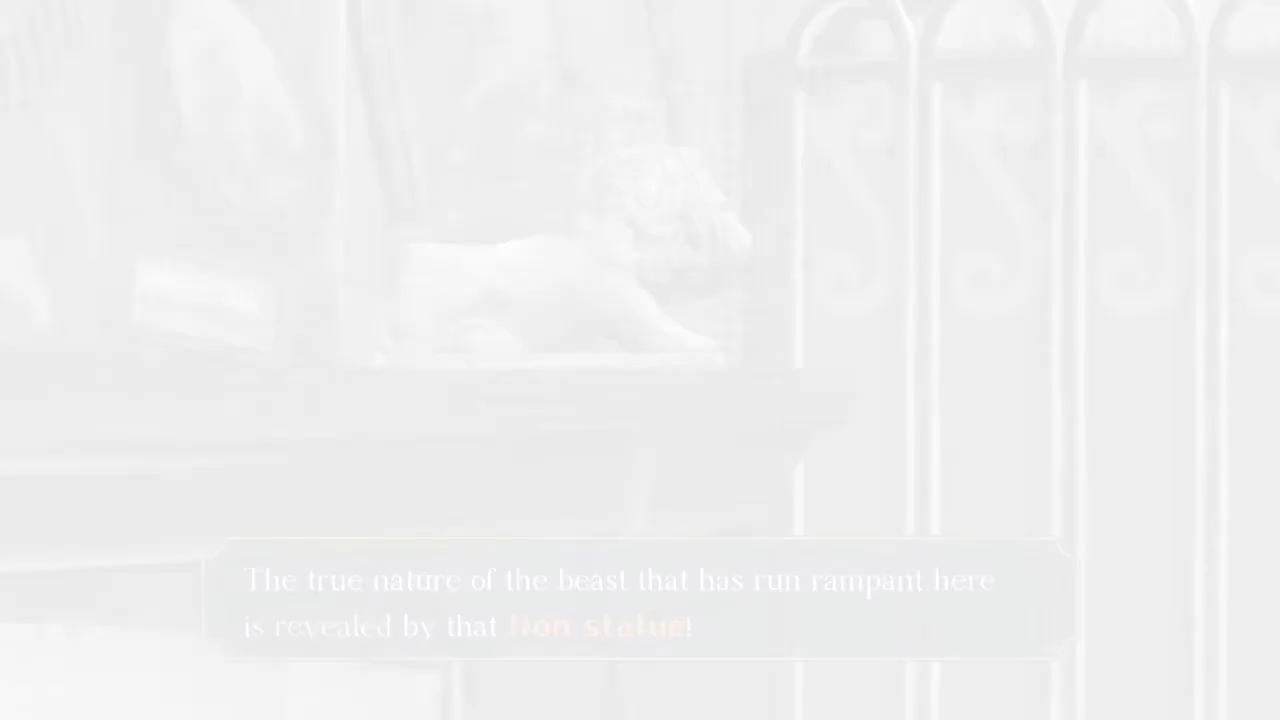 The true nature of the beast that has run rampant here
is revealed by that lion statue!